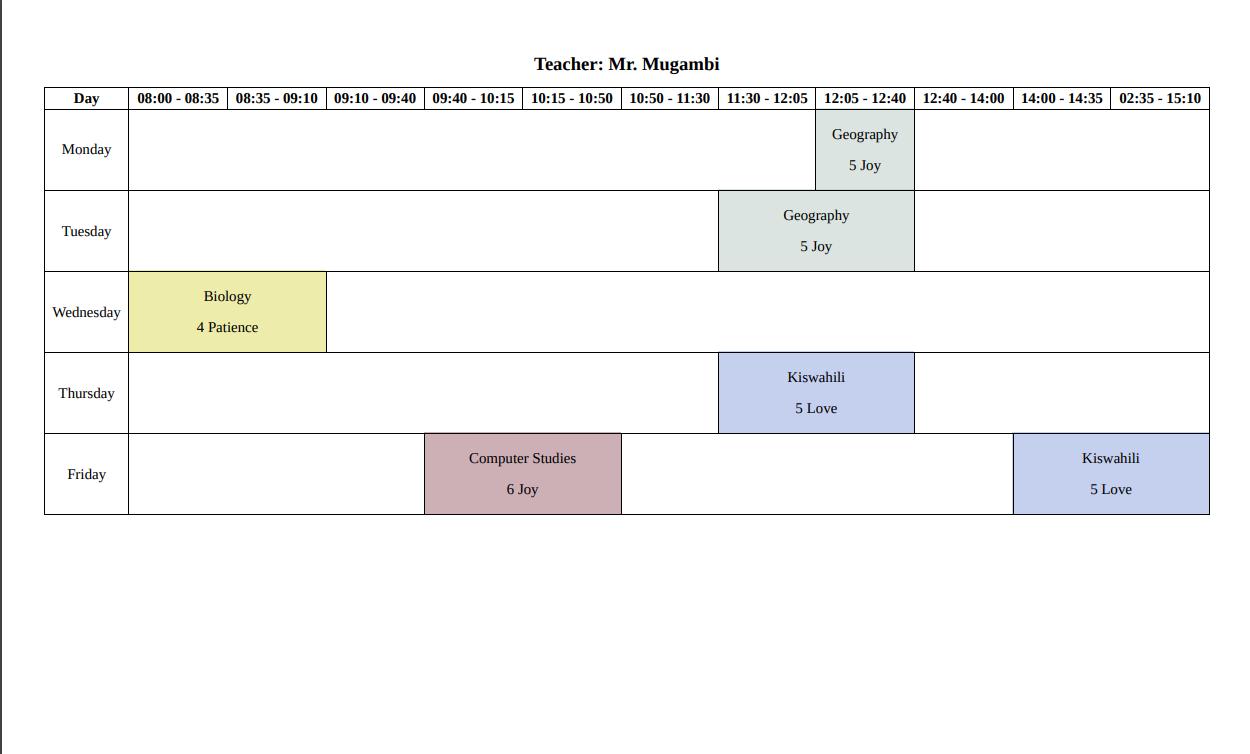 Teacher: Mr. Mugambi
Day 08:00 - 08:35 08:35 - 09:10 09:10 - 09:40 09:40 - 10:15 10:15 - 10:50 10:50 - 11:30 11:30 - 12:05 12:05 - 12:40 12:40 - 14:00 14:00 - 14:35 02:35 - 15:10
Monday
Geography
5 Joy
Tuesday
Geography
5 Joy
Wednesday
Biology
4 Patience
Thursday
Kiswahili
5 Love
Friday
Computer Studies
6 Joy
Kiswahili
5 Love